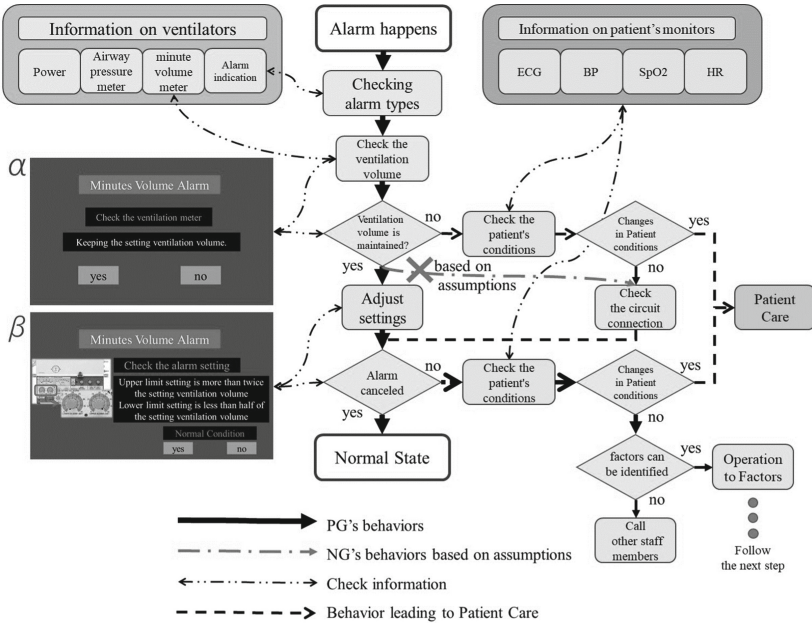 Information on ventilators
Power
Airway
pressure
meter
minute
volume
meter
Alarm
indication
Alarm happens
Checking
alarm types
Check the
ventilation
volume
Information on patient's monitors
ECG
BP
SpO2
HR
α
Minutes Volume Alarm
Check the ventilation meter
Keeping the setting ventilation volume.
yes
no
Ventilation
volume is
maintained?
no
yes
Check the
patient's
conditions
Changes
in Patient
conditions
yes
no
based on
assumptions
Adjust
settings
Check
the circuit
connection
Patient
Care
β
Minutes Volume Alarm
Check the alarm setting
Upper limit setting is more than twice
the setting ventilation volume
Lower limit setting is less than half of
the setting ventilation volume
Normal Condition
yes
no
Alarm
canceled
no
yes
Check the
patient's
conditions
Changes
in Patient
conditions
yes
no
Normal State
factors can
be identified
yes
no
Operation
to Factors
Call
other staff
members
Follow
the next step
PG's behaviors
NG's behaviors based on assumptions
Check information
Behavior leading to Patient Care